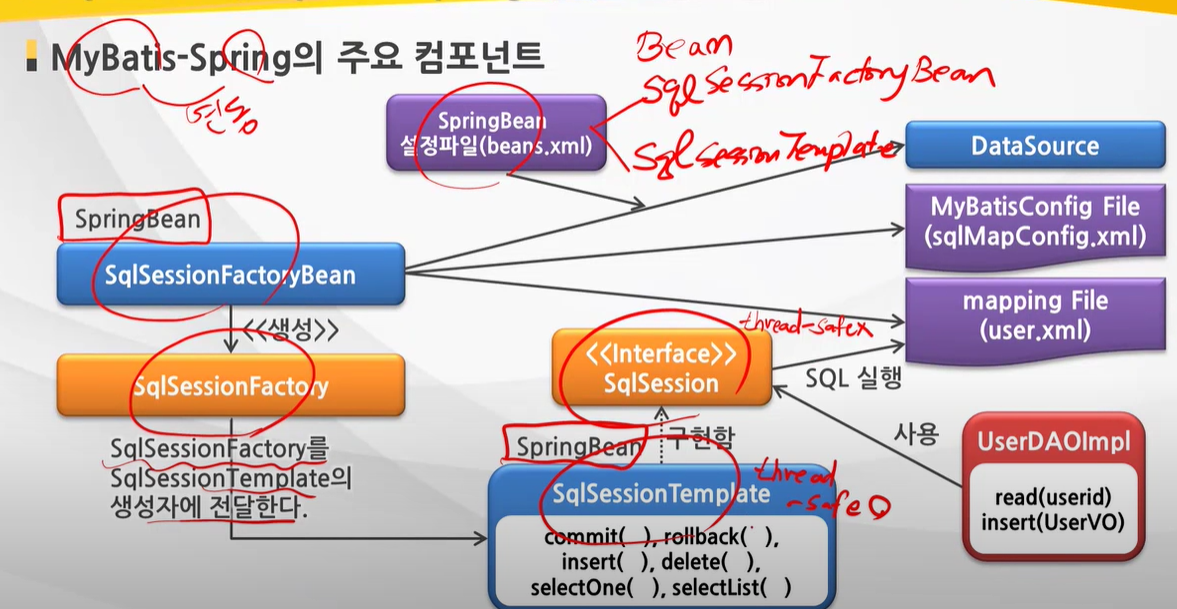 MyBatis-Spring의 주요 컴포넌트
연동
Bean
SqlSessionFactoryBean
SqlSessionTemplate
SpringBean
설정파일(beans.xml)
DataSource
MyBatisConfig File
(sqlMapConfig.xml)
mapping File
(user.xml)
SpringBean
SqlSessionFactoryBean
<<생성>>
SqlSessionFactory
SqlSessionFactory를
SqlSessionTemplate의
생성자에 전달한다.
thread-safe X
<<Interface>>
SqlSession
SQL 실행
사용
구현함
SpringBean
SqlSessionTemplate
thread
-safe O
commit( ), rollback( ),
insert( ), delete( ),
selectOne( ), selectList( )
UserDAOImpl
read(userid)
insert(UserVO)